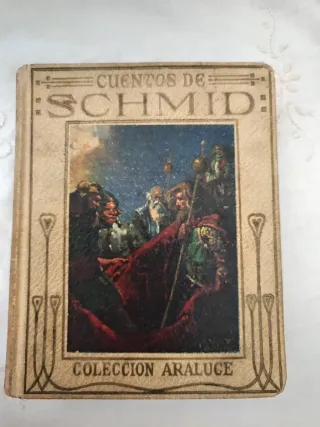 CUENTOS DE
SCHMID
COLECCION ARALUCE